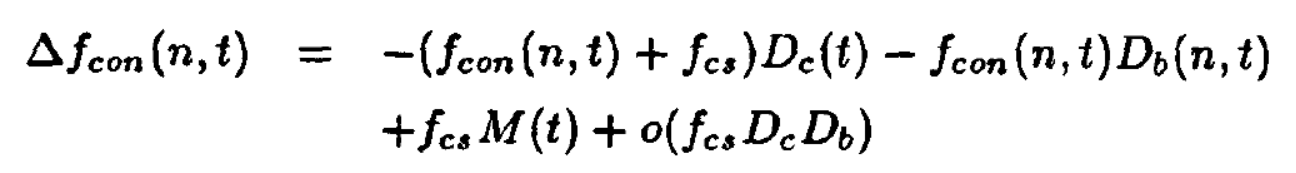 Δf_{con}(n,t) = −(f_{con}(n,t) + f_{cs})D_c(t) − f_{con}(n,t)D_b(n,t)
+f_{cs}M(t) + o(f_{cs}D_cD_b)